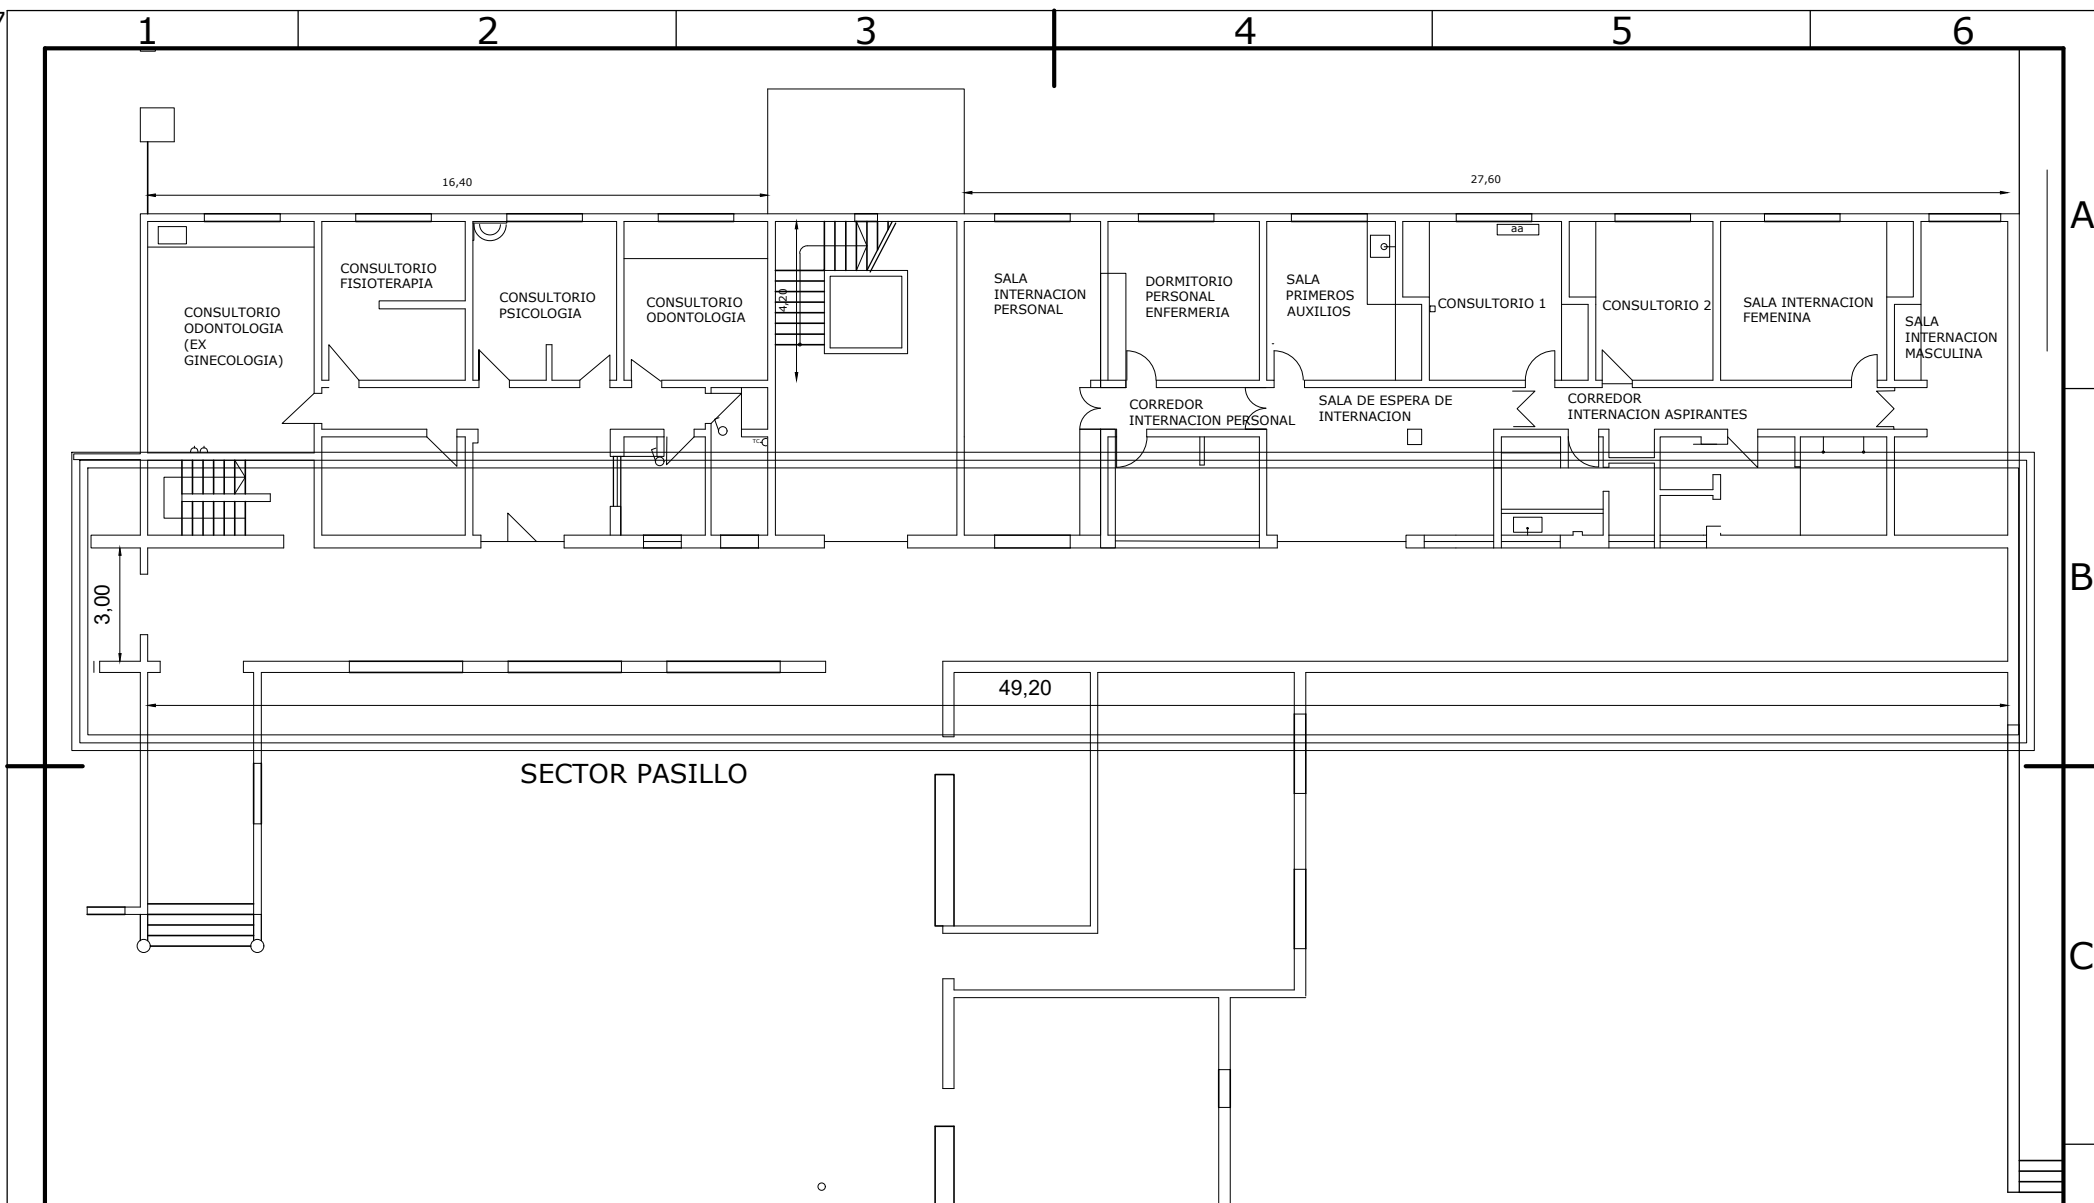 7
1
2
3
4
5
6
16,40
27,60
A
aa
CONSULTORIO
FISIOTERAPIA
CONSULTORIO
PSICOLOGIA
CONSULTORIO
ODONTOLOGIA
CONSULTORIO
ODONTOLOGIA
(EX
GINECOLOGIA)
4,20
SALA
INTERNACION
PERSONAL
DORMITORIO
PERSONAL
ENFERMERIA
SALA
PRIMEROS
AUXILIOS
CONSULTORIO 1
CONSULTORIO 2
SALA INTERNACION
FEMENINA
SALA
INTERNACION
MASCULINA
CORREDOR
INTERNACION PERSONAL
SALA DE ESPERA DE
INTERNACION
CORREDOR
INTERNACION ASPIRANTES
B
3,00
49,20
SECTOR PASILLO
C